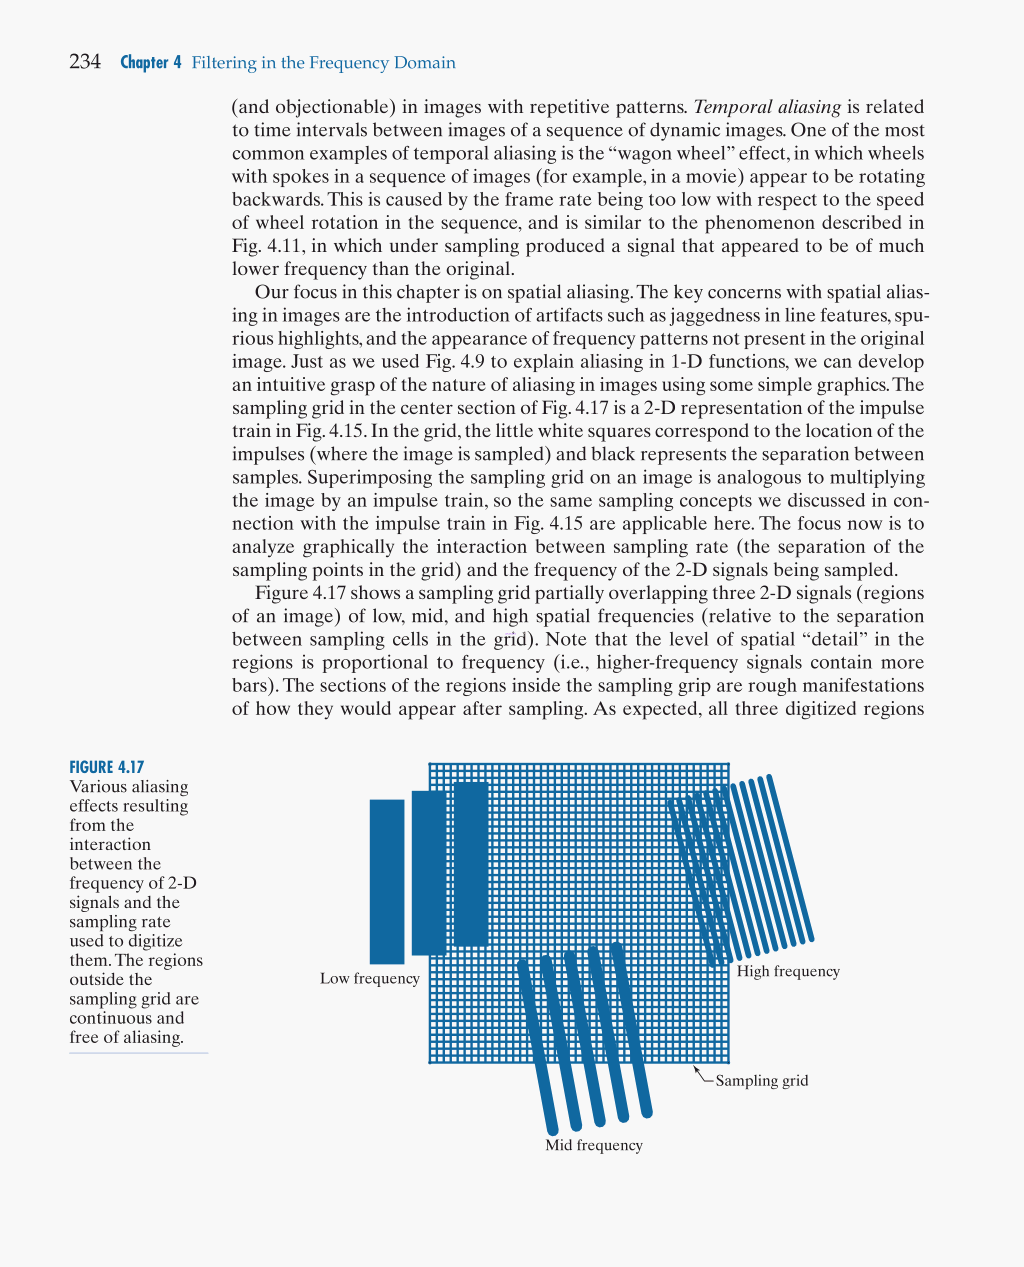 234 Chapter 4 Filtering in the Frequency Domain
(and objectionable) in images with repetitive patterns. Temporal aliasing is related
to time intervals between images of a sequence of dynamic images. One of the most
common examples of temporal aliasing is the “wagon wheel” effect, in which wheels
with spokes in a sequence of images (for example, in a movie) appear to be rotating
backwards. This is caused by the frame rate being too low with respect to the speed
of wheel rotation in the sequence, and is similar to the phenomenon described in
Fig. 4.11, in which under sampling produced a signal that appeared to be of much
lower frequency than the original.
Our focus in this chapter is on spatial aliasing. The key concerns with spatial alias-
ing in images are the introduction of artifacts such as jaggedness in line features, spu-
rious highlights, and the appearance of frequency patterns not present in the original
image. Just as we used Fig. 4.9 to explain aliasing in 1-D functions, we can develop
an intuitive grasp of the nature of aliasing in images using some simple graphics. The
sampling grid in the center section of Fig. 4.17 is a 2-D representation of the impulse
train in Fig. 4.15. In the grid, the little white squares correspond to the location of the
impulses (where the image is sampled) and black represents the separation between
samples. Superimposing the sampling grid on an image is analogous to multiplying
the image by an impulse train, so the same sampling concepts we discussed in con-
nection with the impulse train in Fig. 4.15 are applicable here. The focus now is to
analyze graphically the interaction between sampling rate (the separation of the
sampling points in the grid) and the frequency of the 2-D signals being sampled.
Figure 4.17 shows a sampling grid partially overlapping three 2-D signals (regions
of an image) of low, mid, and high spatial frequencies (relative to the separation
between sampling cells in the grid). Note that the level of spatial “detail” in the
regions is proportional to frequency (i.e., higher-frequency signals contain more
bars). The sections of the regions inside the sampling grip are rough manifestations
of how they would appear after sampling. As expected, all three digitized regions
FIGURE 4.17
Various aliasing
effects resulting
from the
interaction
between the
frequency of 2-D
signals and the
sampling rate
used to digitize
them. The regions
outside the
sampling grid are
continuous and
free of aliasing.
Low frequency
High frequency
Sampling grid
Mid frequency